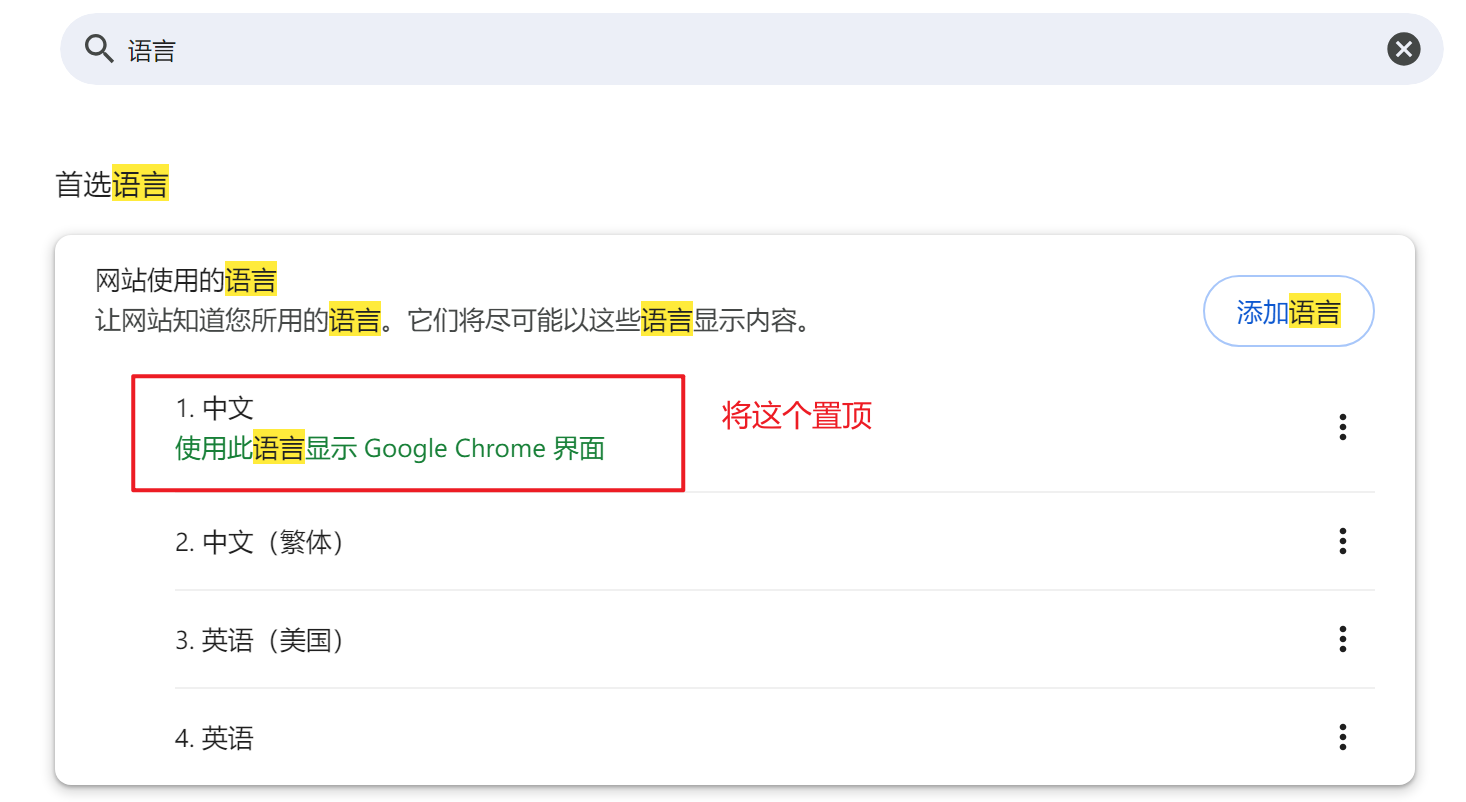 语言
首选语言
网站使用的语言
让网站知道您所用的语言。它们将尽可能以这些语言显示内容。
添加语言
1. 中文
使用此语言显示 Google Chrome 界面
将这个置顶
2. 中文（繁体）
3. 英语（美国）
4. 英语